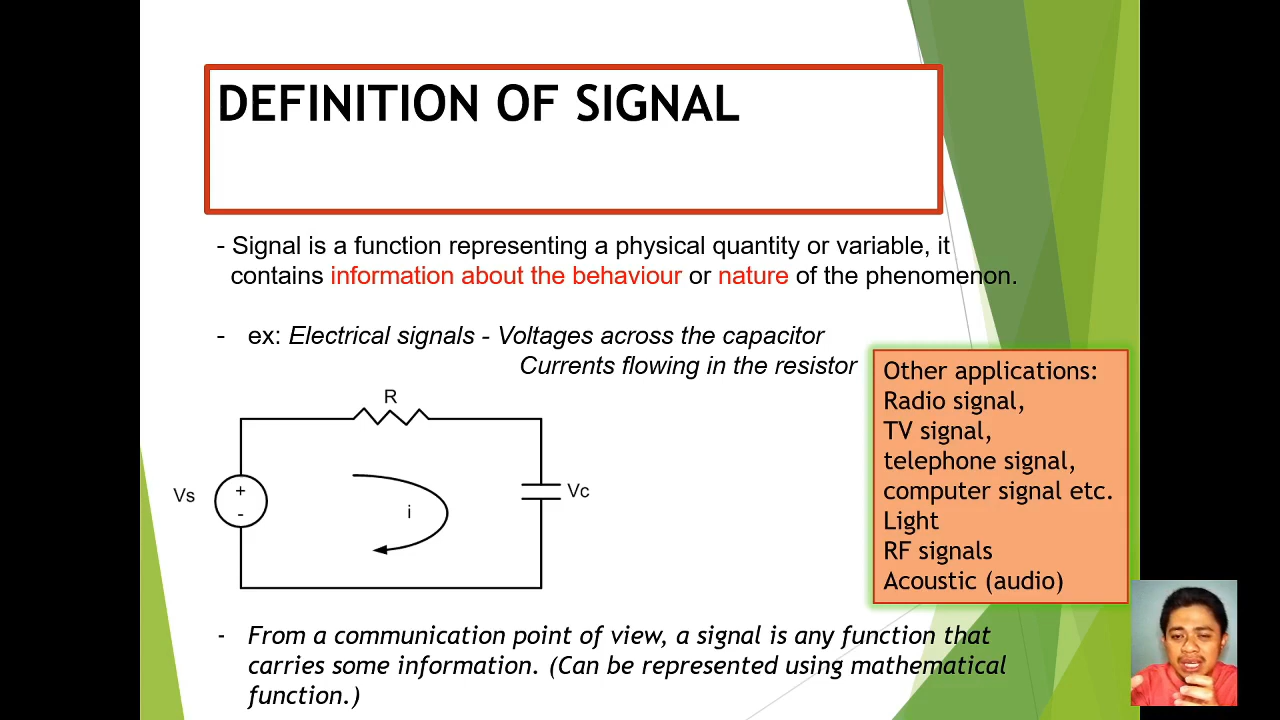 DEFINITION OF SIGNAL
- Signal is a function representing a physical quantity or variable, it
contains information about the behaviour or nature of the phenomenon.
- ex: Electrical signals - Voltages across the capacitor
Currents flowing in the resistor
R
Vs
+
-
i
Vc
Other applications:
Radio signal,
TV signal,
telephone signal,
computer signal etc.
Light
RF signals
Acoustic (audio)
- From a communication point of view, a signal is any function that
carries some information. (Can be represented using mathematical
function.)